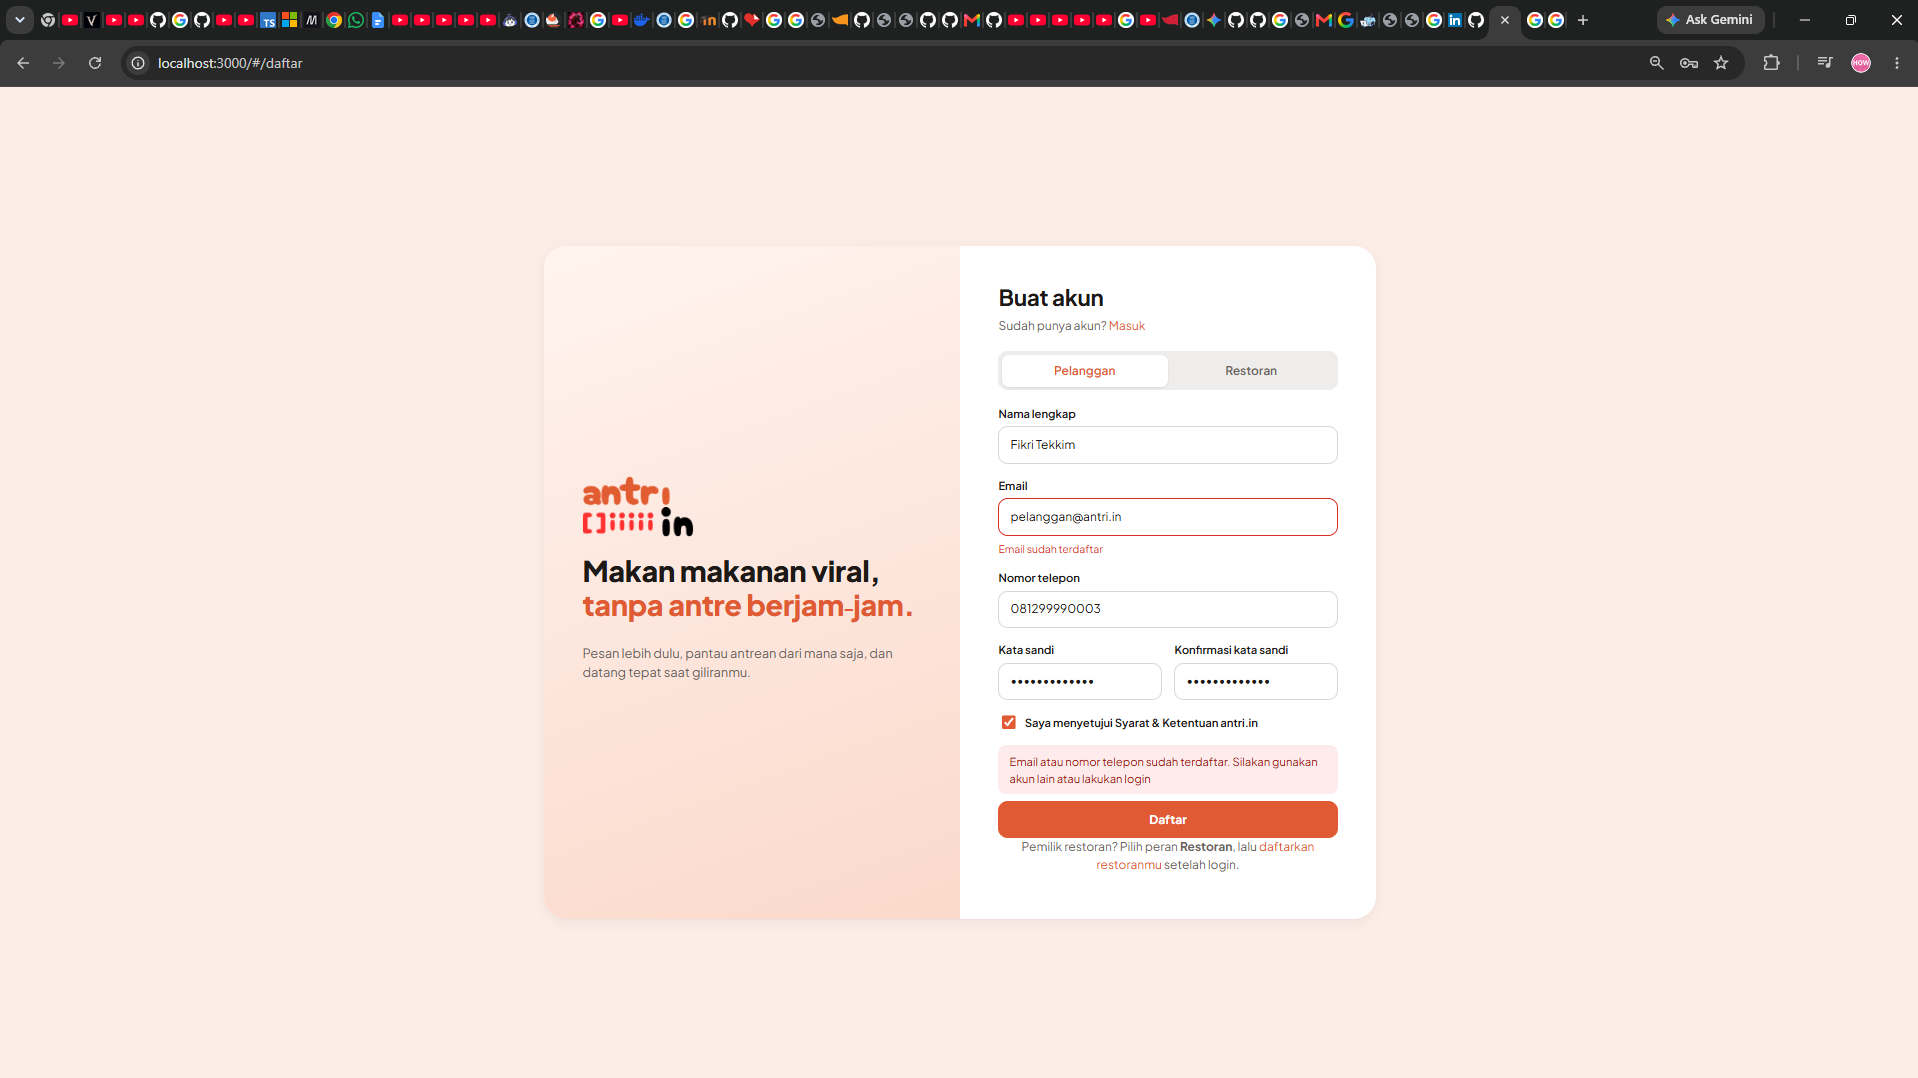 Ask Gemini
localhost:3000/#/daftar
HOW
antri
in
Makan makanan viral,
tanpa antre berjam-jam.
Pesan lebih dulu, pantau antrean dari mana saja, dan
datang tepat saat giliranmu.
Buat akun
Sudah punya akun? Masuk
Pelanggan
Restoran
Nama lengkap
Fikri Tekkim
Email
pelanggan@antri.in
Email sudah terdaftar
Nomor telepon
081299990003
Kata sandi
Konfirmasi kata sandi
Saya menyetujui Syarat & Ketentuan antri.in
Email atau nomor telepon sudah terdaftar. Silakan gunakan
akun lain atau lakukan login
Daftar
Pemilik restoran? Pilih peran Restoran, lalu daftarkan
restoranmu setelah login.